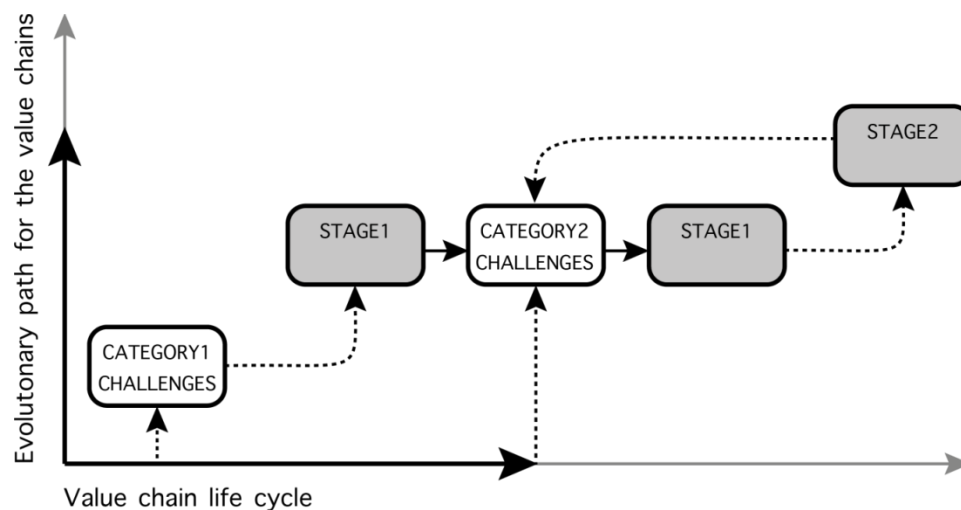 Evolutonary path for the value chains
STAGE2
STAGE1
CATEGORY2
CHALLENGES
STAGE1
CATEGORY1
CHALLENGES
Value chain life cycle